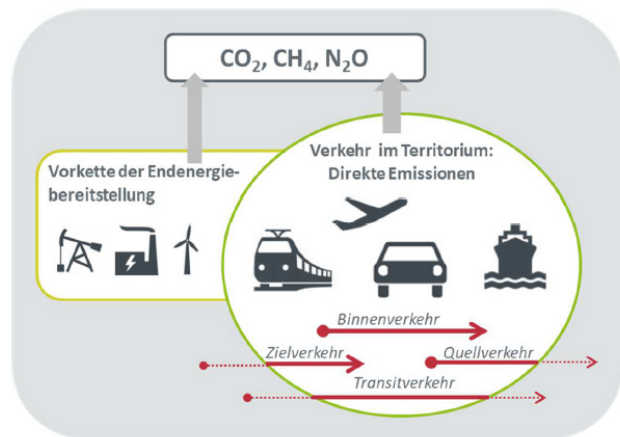 CO₂, CH₄, N₂O
Vorkette der Endenergie-
bereitstellung
Verkehr im Territorium:
Direkte Emissionen
Binnenverkehr
Zielverkehr
Quellverkehr
Transitverkehr